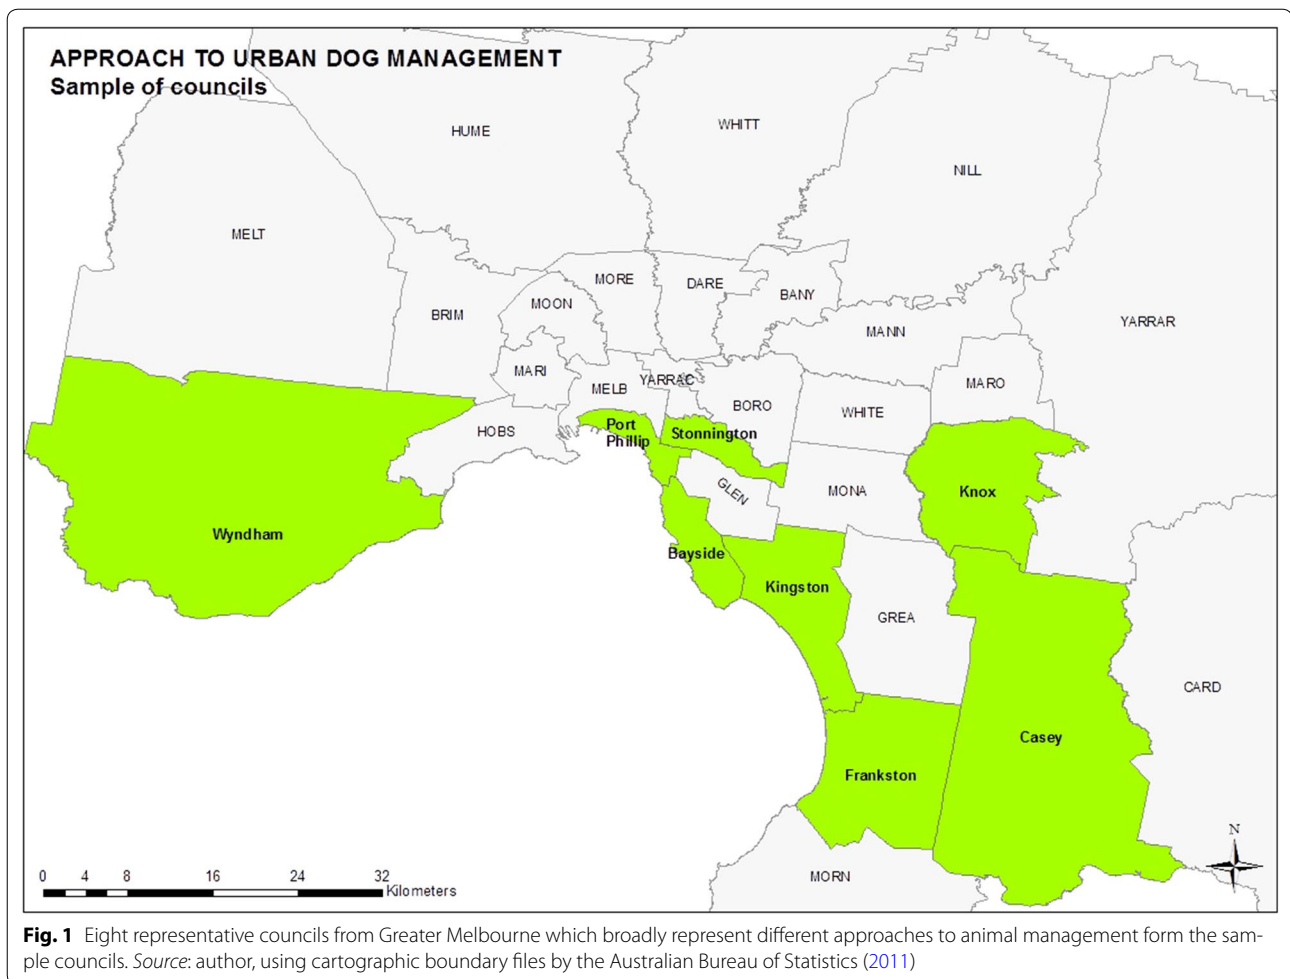 APPROACH TO URBAN DOG MANAGEMENT
Sample of councils
HUME
WHITT
NILL
MELT
MORE
DARE
BANY
MOON
BRIM
MANN
YARRAR
MARI
MELB
YARRAC
MARO
BORO
WHITE
HOBS
Port
Phillip
Stonnington
GLEN
MONA
Knox
Wyndham
Bayside
Kingston
GREA
CARD
Casey
Frankston
MORN
N
0 4 8 16 24 32
Kilometers
Fig. 1 Eight representative councils from Greater Melbourne which broadly represent different approaches to animal management form the sam-
ple councils. Source: author, using cartographic boundary files by the Australian Bureau of Statistics (2011)